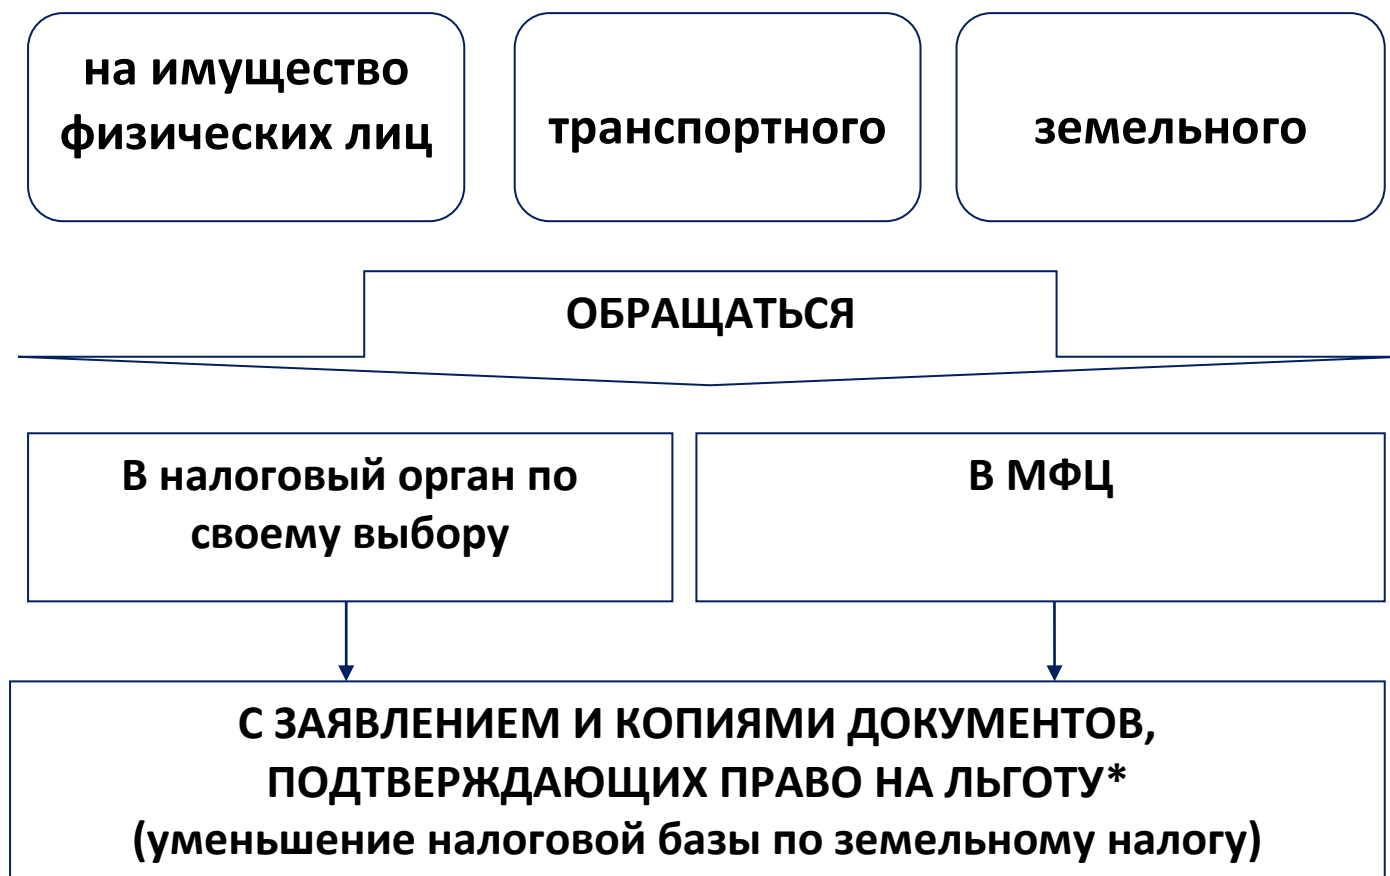 на имущество
физических лиц
транспортного
земельного
ОБРАЩАТЬСЯ
В налоговый орган по
своему выбору
В МФЦ
С ЗАЯВЛЕНИЕМ И КОПИЯМИ ДОКУМЕНТОВ,
ПОДТВЕРЖДАЮЩИХ ПРАВО НА ЛЬГОТУ*
(уменьшение налоговой базы по земельному налогу)